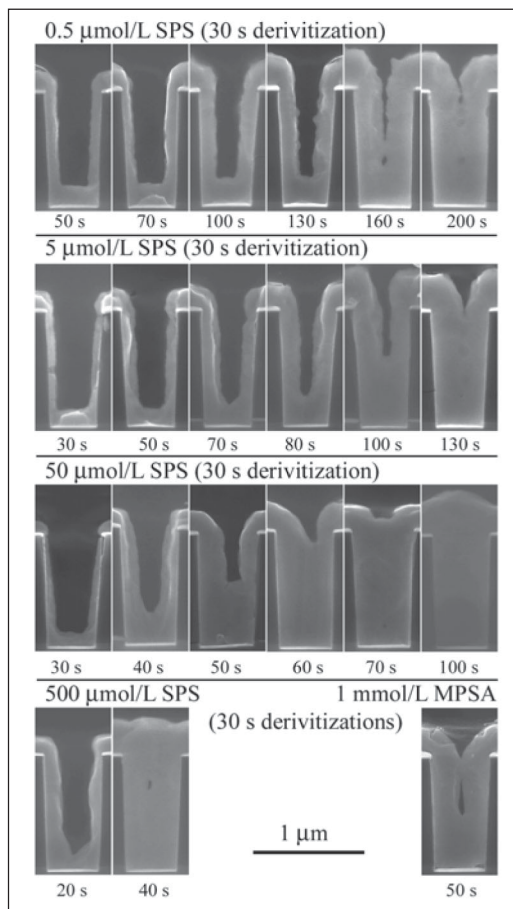 0.5 μmol/L SPS (30 s derivitization)
50 s 70 s 100 s 130 s 160 s 200 s
5 μmol/L SPS (30 s derivitization)
30 s 50 s 70 s 80 s 100 s 130 s
50 μmol/L SPS (30 s derivitization)
30 s 40 s 50 s 60 s 70 s 100 s
500 μmol/L SPS 1 mmol/L MPSA
(30 s derivitizations)
1 μm
20 s 40 s 50 s